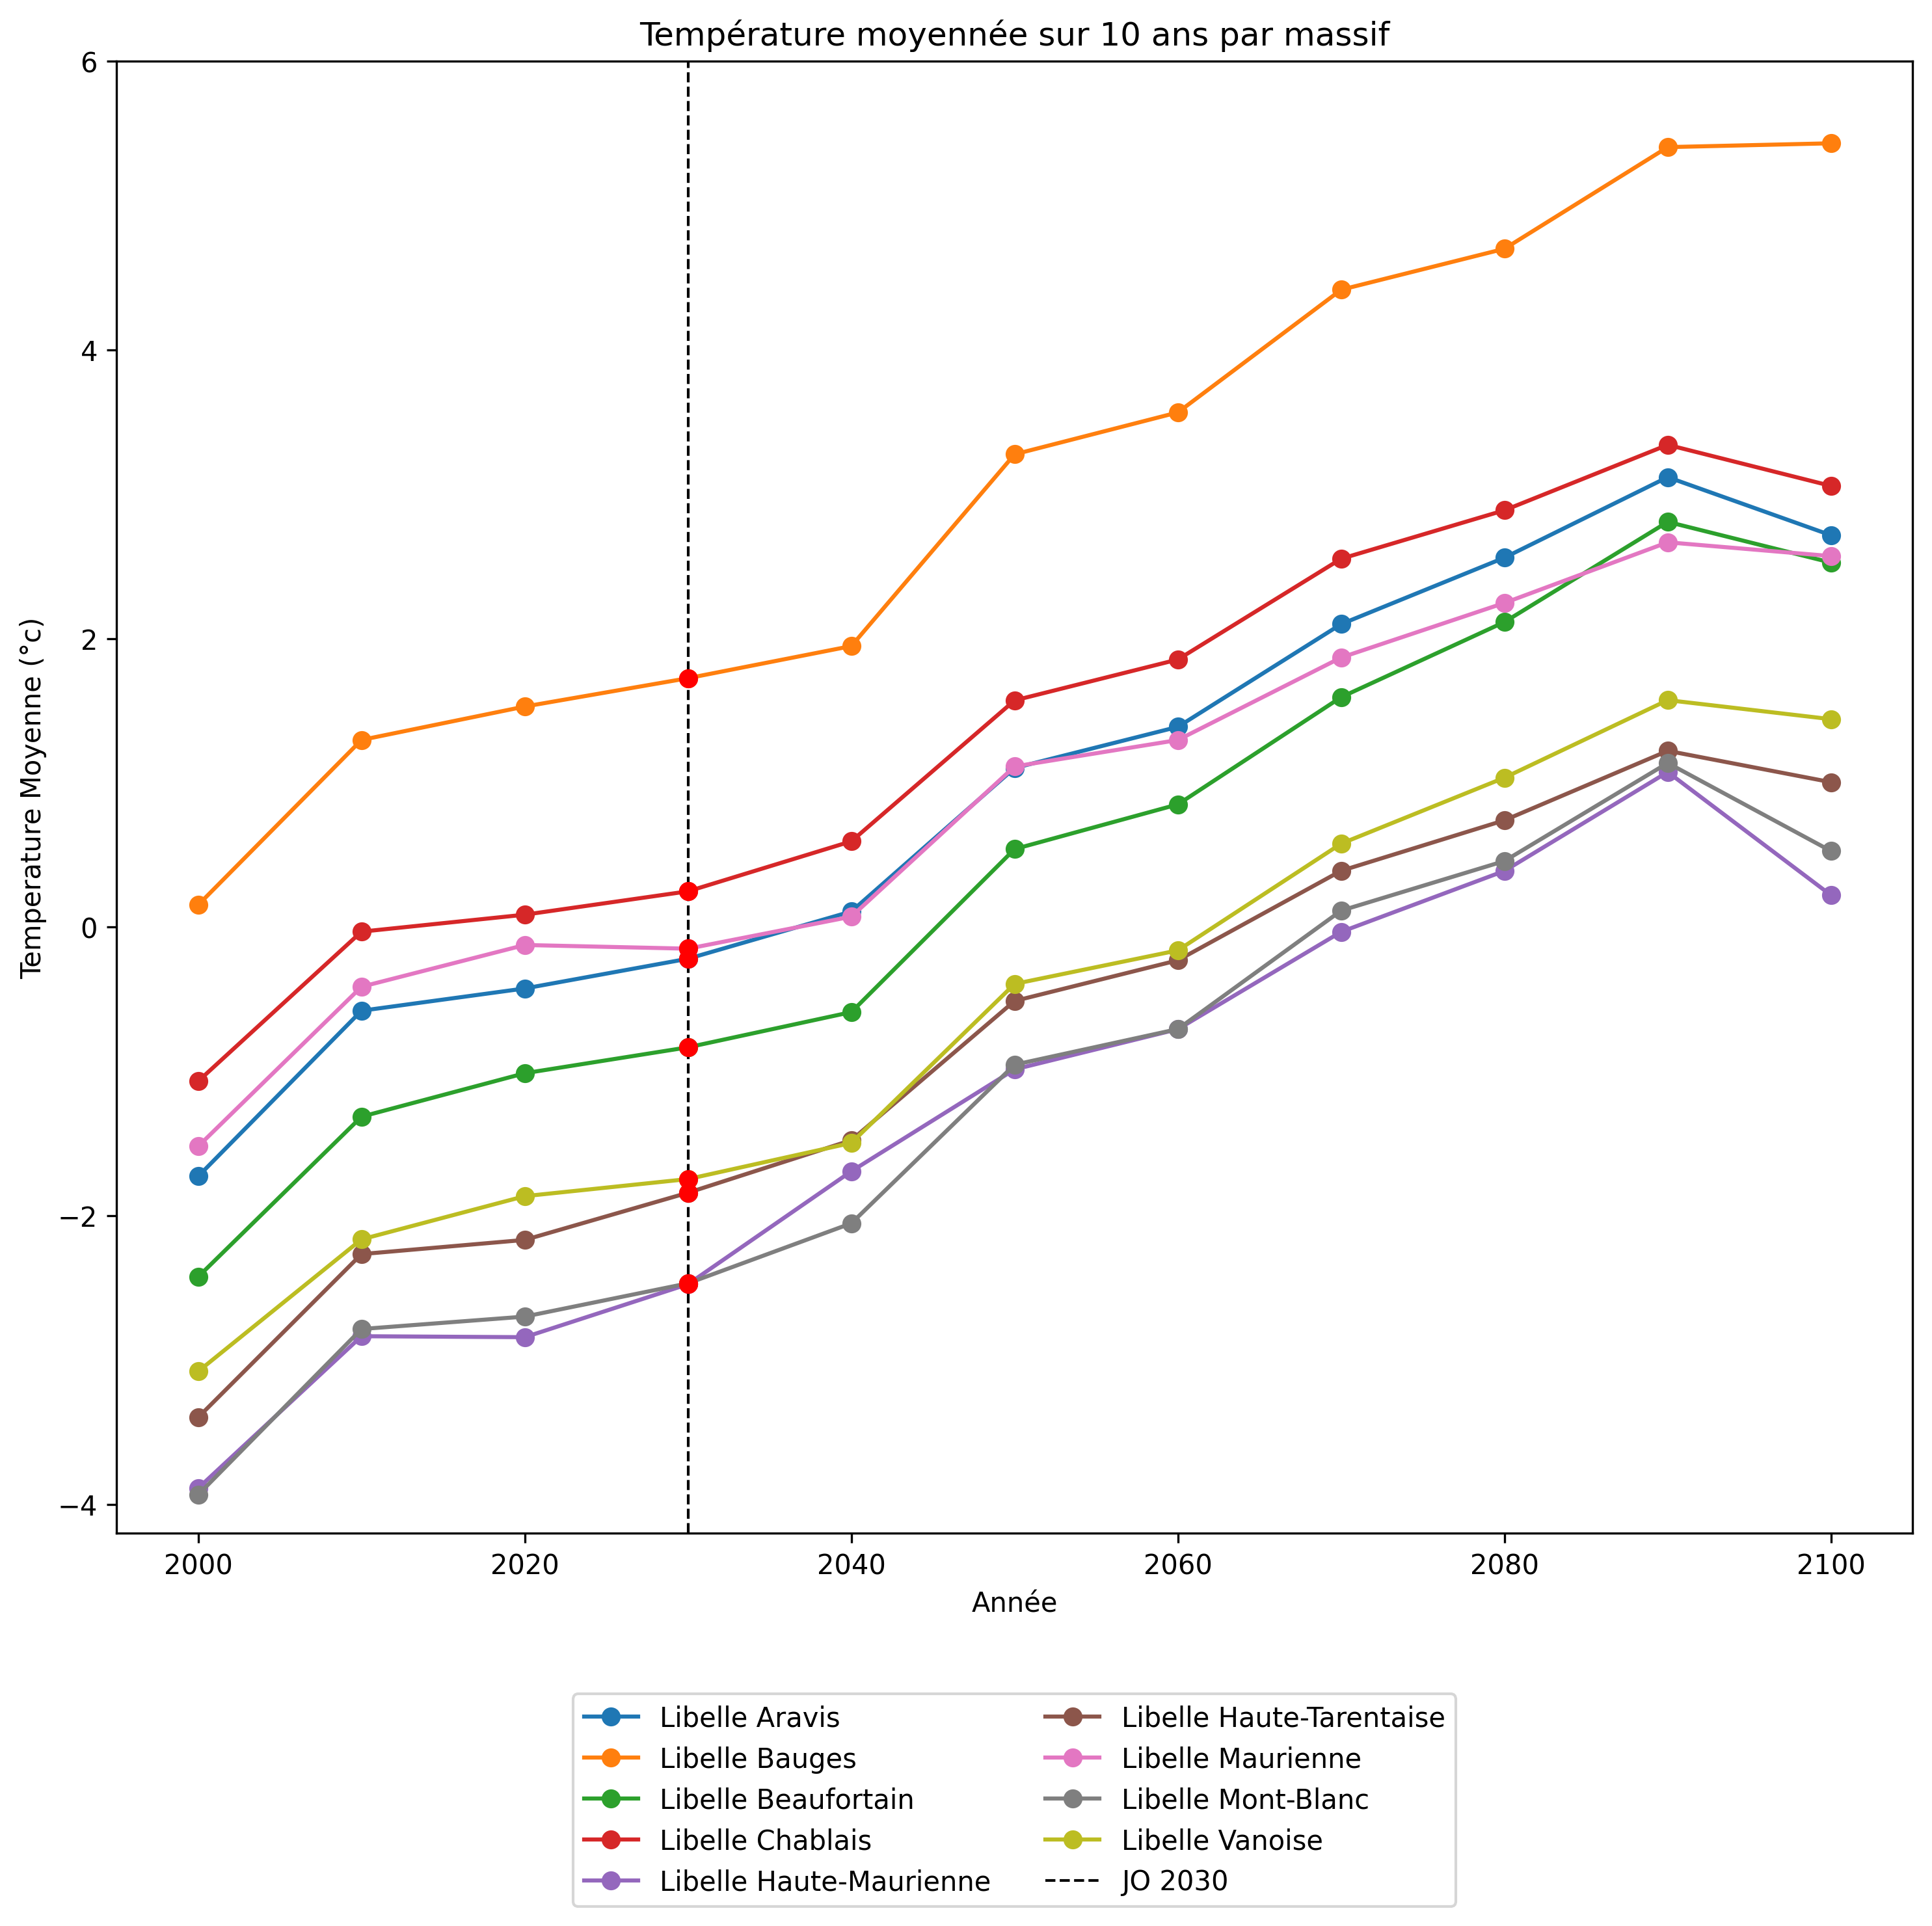 Température moyennée sur 10 ans par massif
6
4
2
0
−2
−4
Temperature Moyenne (°c)
2000 2020 2040 2060 2080 2100
Année
Libelle Aravis
Libelle Bauges
Libelle Beaufortain
Libelle Chablais
Libelle Haute-Maurienne
Libelle Haute-Tarentaise
Libelle Maurienne
Libelle Mont-Blanc
Libelle Vanoise
JO 2030